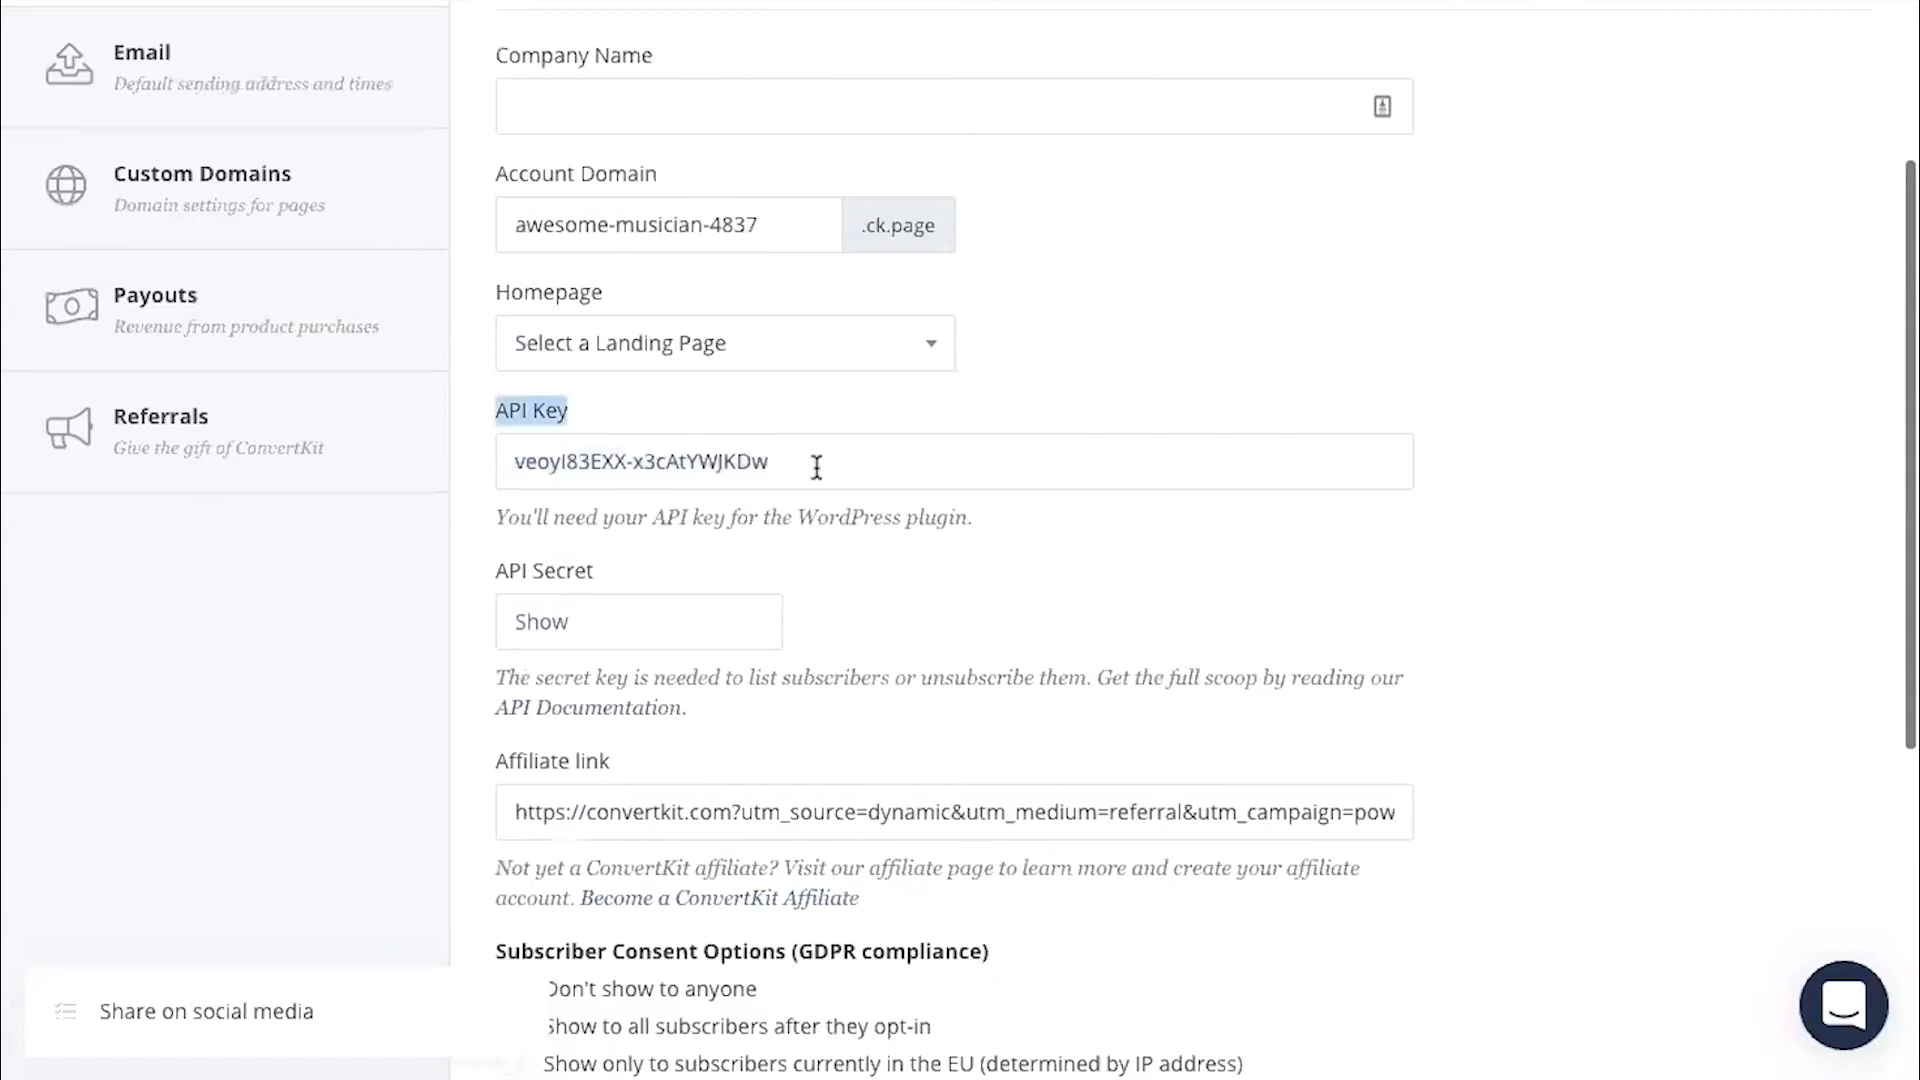 Email
Default sending address and times
Custom Domains
Domain settings for pages
Payouts
Revenue from product purchases
Referrals
Give the gift of ConvertKit
Share on social media
Company Name
Account Domain
awesome-musician-4837 .ck.page
Homepage
Select a Landing Page
API Key
veoyI83EXX-x3cAtYWJKDw
You'll need your API key for the WordPress plugin.
API Secret
Show
The secret key is needed to list subscribers or unsubscribe them. Get the full scoop by reading our
API Documentation.
Affiliate link
https://convertkit.com?utm_source=dynamic&utm_medium=referral&utm_campaign=pow
Not yet a ConvertKit affiliate? Visit our affiliate page to learn more and create your affiliate
account. Become a ConvertKit Affiliate
Subscriber Consent Options (GDPR compliance)
Don't show to anyone
Show to all subscribers after they opt-in
Show only to subscribers currently in the EU (determined by IP address)